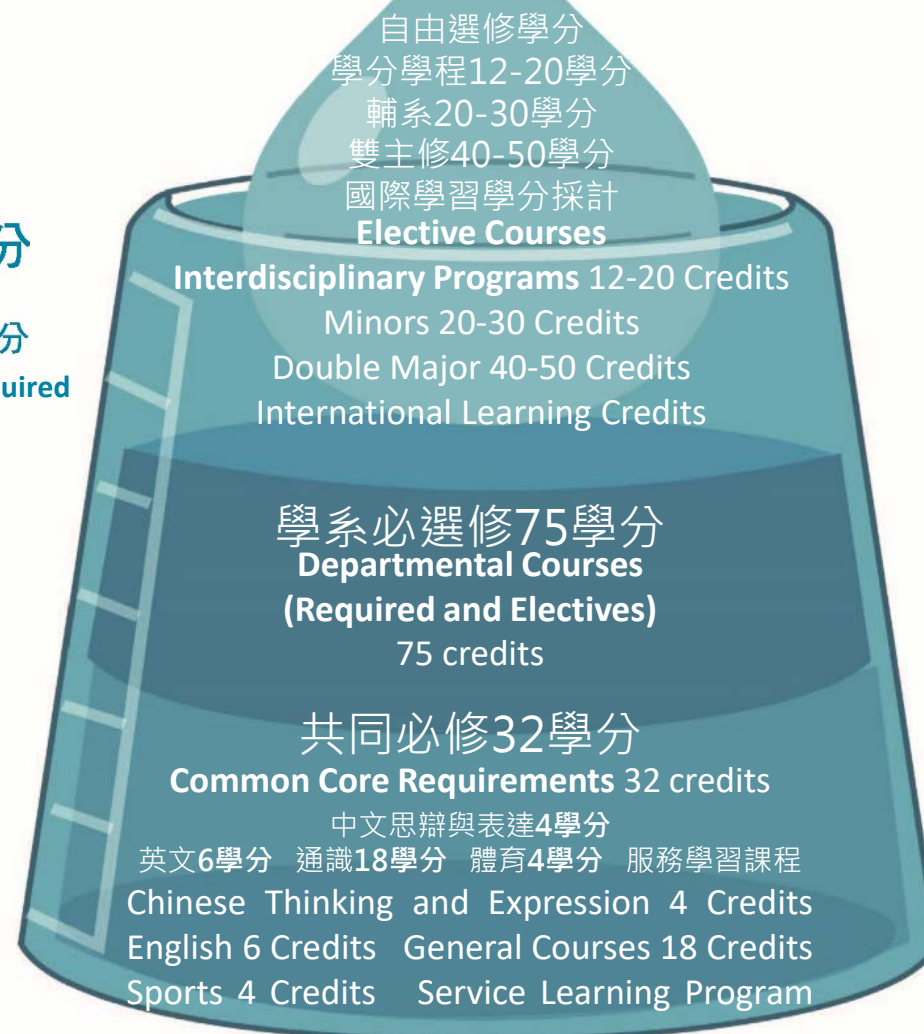 自由選修學分
學分學程12-20學分
輔系20-30學分
雙主修40-50學分
國際學習學分採計
Elective Courses
Interdisciplinary Programs 12-20 Credits
Minors 20-30 Credits
Double Major 40-50 Credits
International Learning Credits
分
分
uired
學系必選修75學分
Departmental Courses
(Required and Electives)
75 credits
共同必修32學分
Common Core Requirements 32 credits
中文思辯與表達4學分
英文6學分 通識18學分 體育4學分 服務學習課程
Chinese Thinking and Expression 4 Credits
English 6 Credits General Courses 18 Credits
Sports 4 Credits Service Learning Program